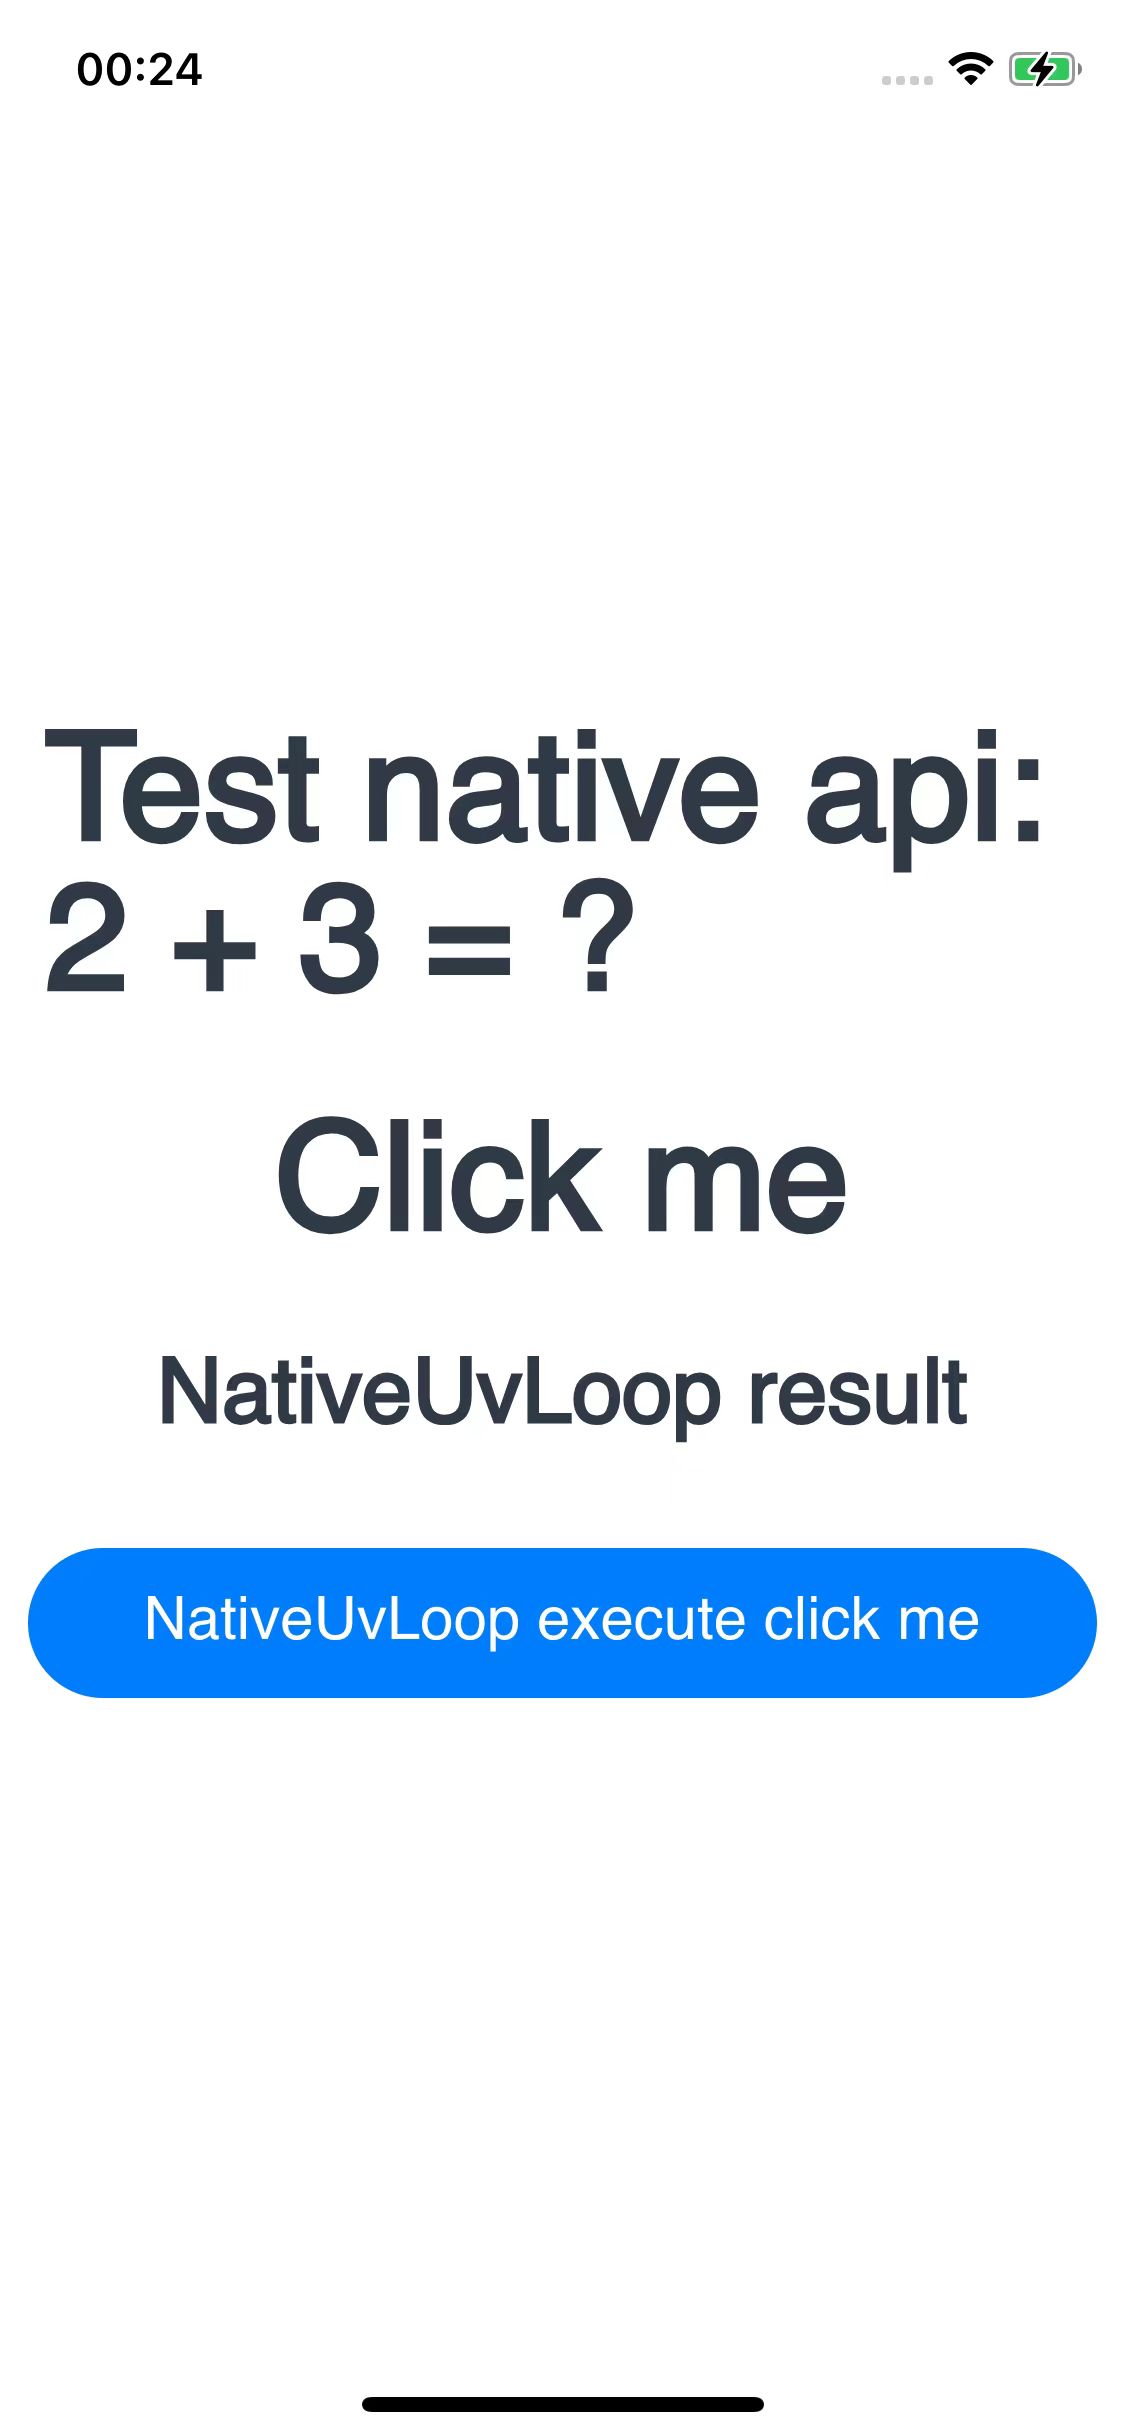 00:24
Test native api:
2 + 3 = ?
Click me
NativeUvLoop result
NativeUvLoop execute click me